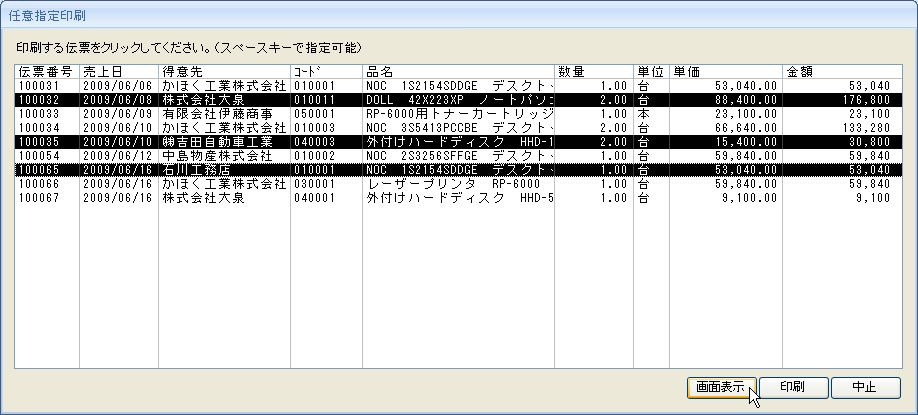 任意指定印刷
印刷する伝票をクリックしてください。(スペースキーで指定可能)
伝票番号 売上日 得意先 ｺｰﾄﾞ 品名 数量 単位 単価 金額
100031 2009/06/06 かほく工業株式会社 010001 NOC 1S2154SDDGE デスクト 1.00 台 53,040.00 53,040
100032 2009/06/08 株式会社大泉 010011 DOLL 42X223XP ノートパソコ 2.00 台 88,400.00 176,800
100033 2009/06/09 有限会社伊藤商事 050001 RP-6000用トナーカートリッジ 1.00 本 23,100.00 23,100
100034 2009/06/10 かほく工業株式会社 010003 NOC 3S5413PCCBE デスクト 2.00 台 66,640.00 133,280
100035 2009/06/10 ㈱吉田自動車工業 040003 外付けハードディスク HHD-1 2.00 台 15,400.00 30,800
100054 2009/06/12 中島物産株式会社 010002 NOC 2S3256SFFGE デスクト 1.00 台 59,840.00 59,840
100065 2009/06/16 石川工務店 010001 NOC 1S2154SDDGE デスクト 1.00 台 53,040.00 53,040
100066 2009/06/16 かほく工業株式会社 030001 レーザープリンタ RP-6000 1.00 台 59,840.00 59,840
100067 2009/06/16 株式会社大泉 040001 外付けハードディスク HHD-5 1.00 台 9,100.00 9,100
画面表示 印刷 中止